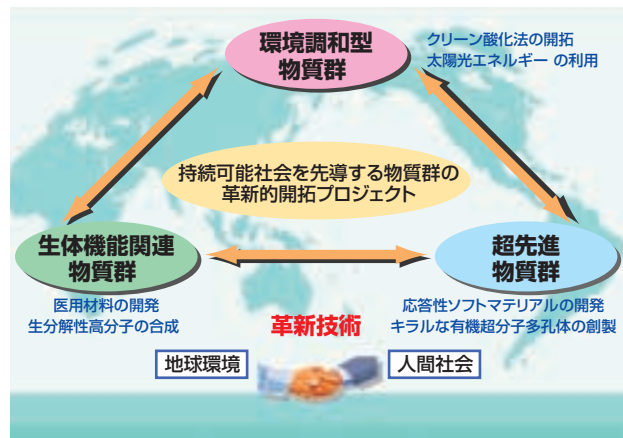 環境調和型
物質群
クリーン酸化法の開拓
太陽光エネルギー の利用
持続可能社会を先導する物質群の
革新的開拓プロジェクト
生体機能関連
物質群
超先進
物質群
医用材料の開発
生分解性高分子の合成
応答性ソフトマテリアルの開発
キラルな有機超分子多孔体の創製
革新技術
地球環境
人間社会